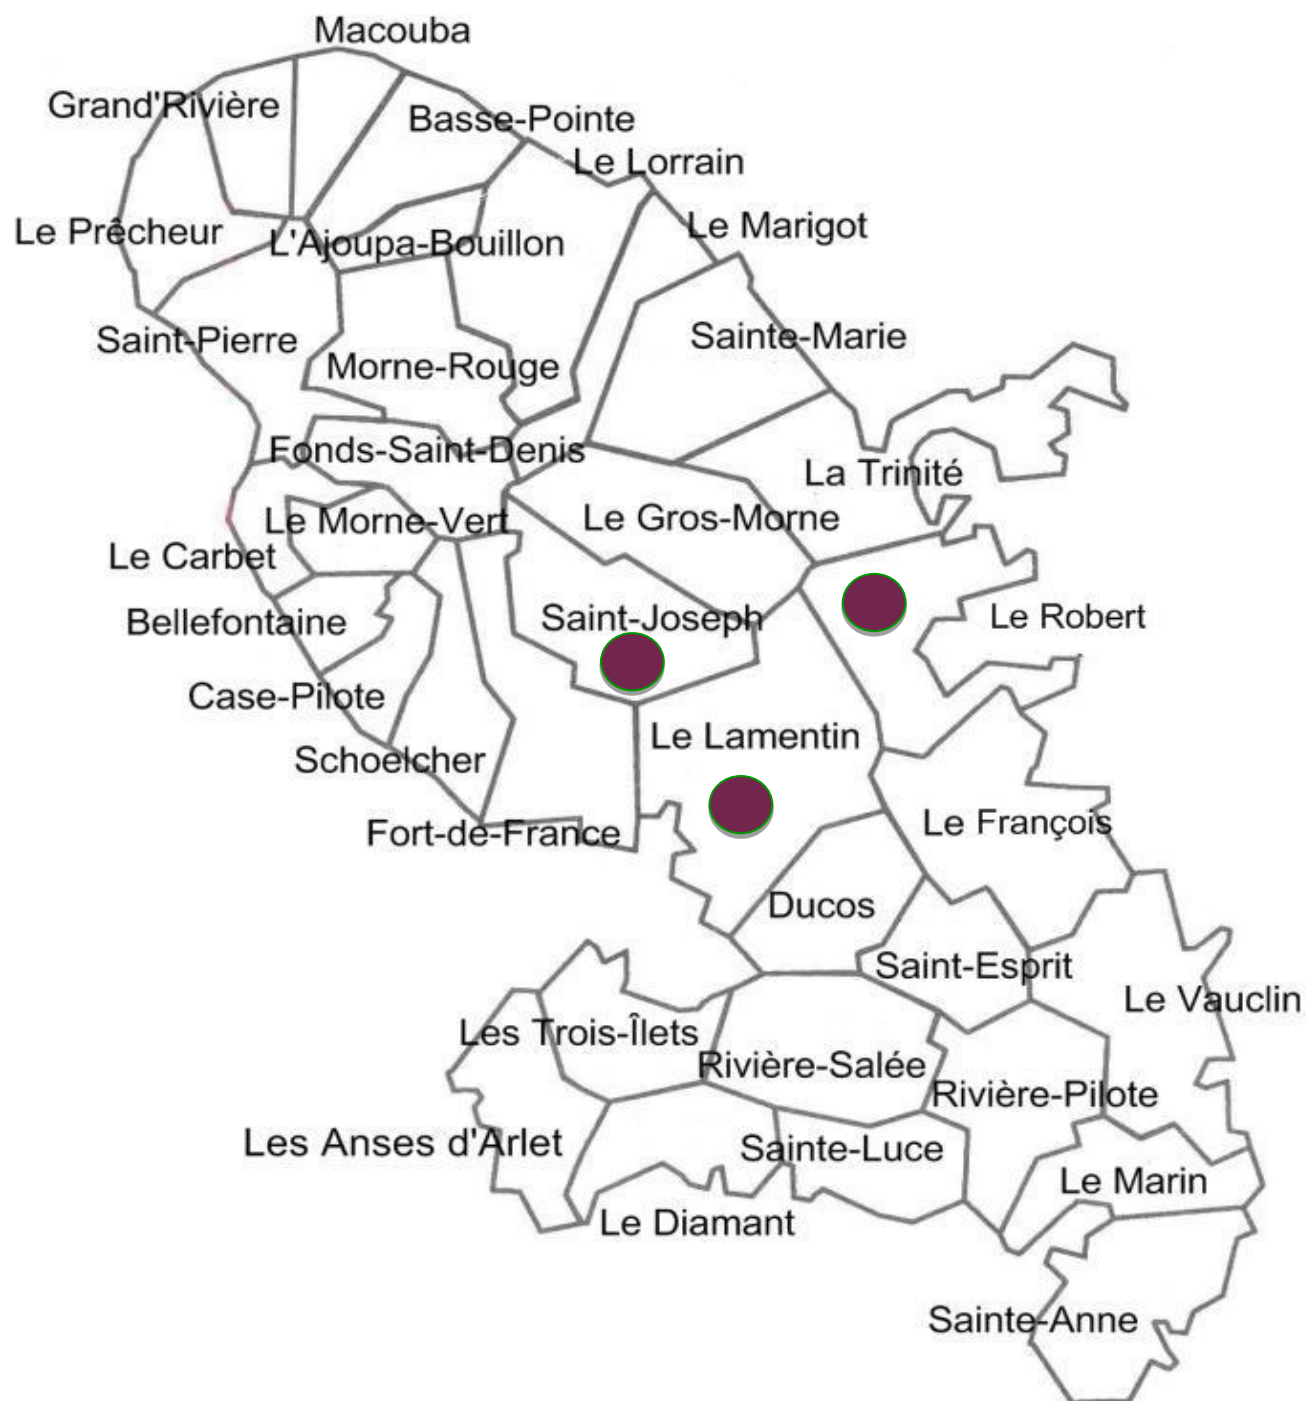 Macouba
Grand'Rivière
Basse-Pointe
Le Lorrain
Le Marigot
Le Prêcheur
L'Ajoupa-Bouillon
Saint-Pierre
Sainte-Marie
Morne-Rouge
Fonds-Saint-Denis
La Trinité
Le Morne-Vert
Le Gros-Morne
Le Carbet
Bellefontaine
Saint-Joseph
Le Robert
Case-Pilote
Le Lamentin
Schoelcher
Le François
Fort-de-France
Ducos
Saint-Esprit
Le Vauclin
Les Trois-Îlets
Rivière-Salée
Rivière-Pilote
Les Anses d'Arlet
Sainte-Luce
Le Marin
Le Diamant
Sainte-Anne